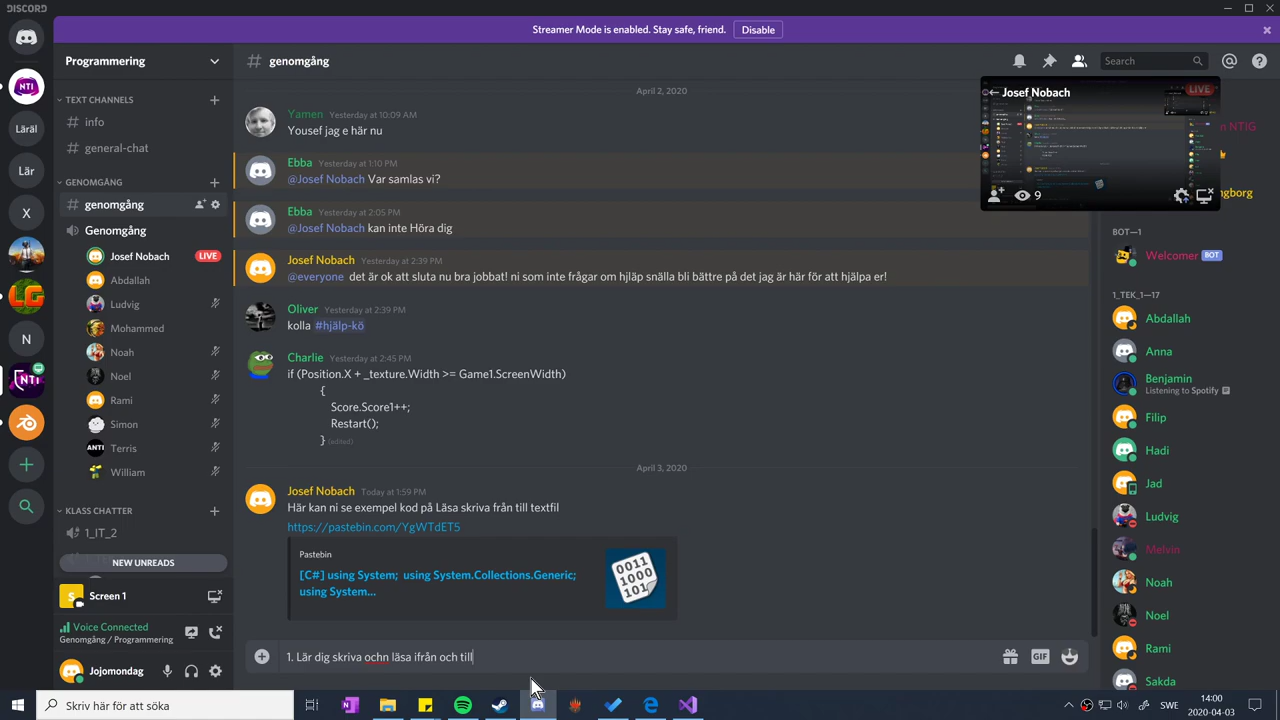 DISCORD
Streamer Mode is enabled. Stay safe, friend.
Disable
Programmering
# genomgång
Search
TEXT CHANNELS
# info
# general-chat
GENOMGÅNG
# genomgång
Genomgång
Josef Nobach
LIVE
Abdallah
Ludvig
Mohammed
Noah
Noel
Rami
Simon
Terris
William
KLASS CHATTER
# 1_IT_2
NEW UNREADS
Screen 1
Voice Connected
Genomgång / Programmering
Jojomondag
NTI
Läräl
Lär
X
LG
N
NTI
April 2, 2020
Yamen Yesterday at 10:09 AM
Yousef jag e här nu
Ebba Yesterday at 1:10 PM
@Josef Nobach Var samlas vi?
Ebba Yesterday at 2:05 PM
@Josef Nobach kan inte Höra dig
Josef Nobach Yesterday at 2:39 PM
@everyone det är ok att sluta nu bra jobbat! ni som inte frågar om hjläp snälla bli bättre på det jag är här för att hjälpa er!
Oliver Yesterday at 2:39 PM
kolla #hjälp-kö
Charlie Yesterday at 2:45 PM
if (Position.X + _texture.Width >= Game1.ScreenWidth)
{
Score.Score1++;
Restart();
} (edited)
April 3, 2020
Josef Nobach Today at 1:59 PM
Här kan ni se exempel kod på Läsa skriva från till textfil
https://pastebin.com/YgWTdET5
Pastebin
[C#] using System; using System.Collections.Generic;
using System...
0011
1000
101
1. Lär dig skriva ochn läsa ifrån och till
GIF
Josef Nobach
LIVE
9
NTIG
BOT—1
Welcomer BOT
1_TEK_1—17
Abdallah
Anna
Benjamin
Listening to Spotify
Filip
Hadi
Jad
Ludvig
Melvin
Noah
Noel
Rami
Sakda
Skriv här för att söka
SWE
14:00
2020-04-03